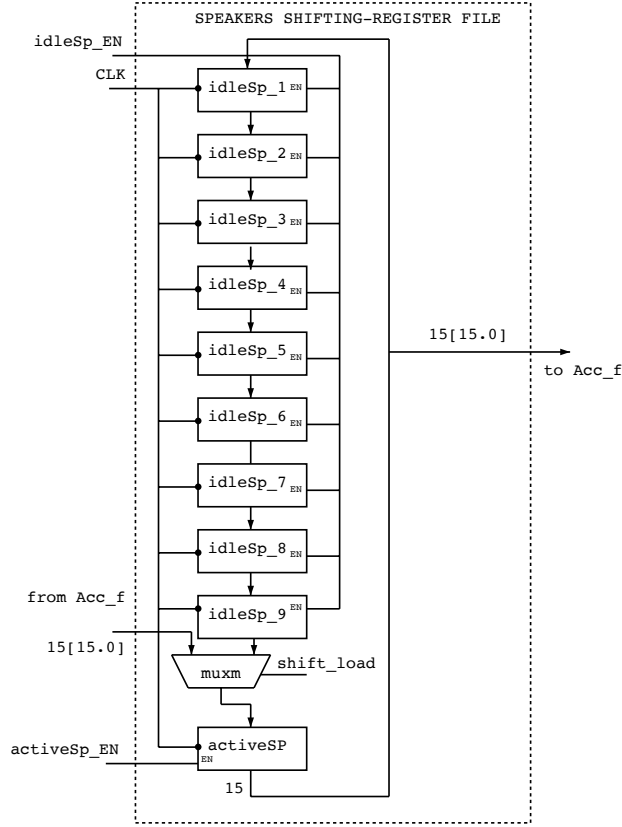 SPEAKERS SHIFTING-REGISTER FILE
idleSp_EN
CLK
idleSp_1 EN
idleSp_2 EN
idleSp_3 EN
idleSp_4 EN
15[15.0]
idleSp_5 EN
to Acc_f
idleSp_6 EN
idleSp_7 EN
idleSp_8 EN
from Acc_f
idleSp_9 EN
15[15.0]
shift_load
muxm
activeSp_EN
activeSP
EN
15